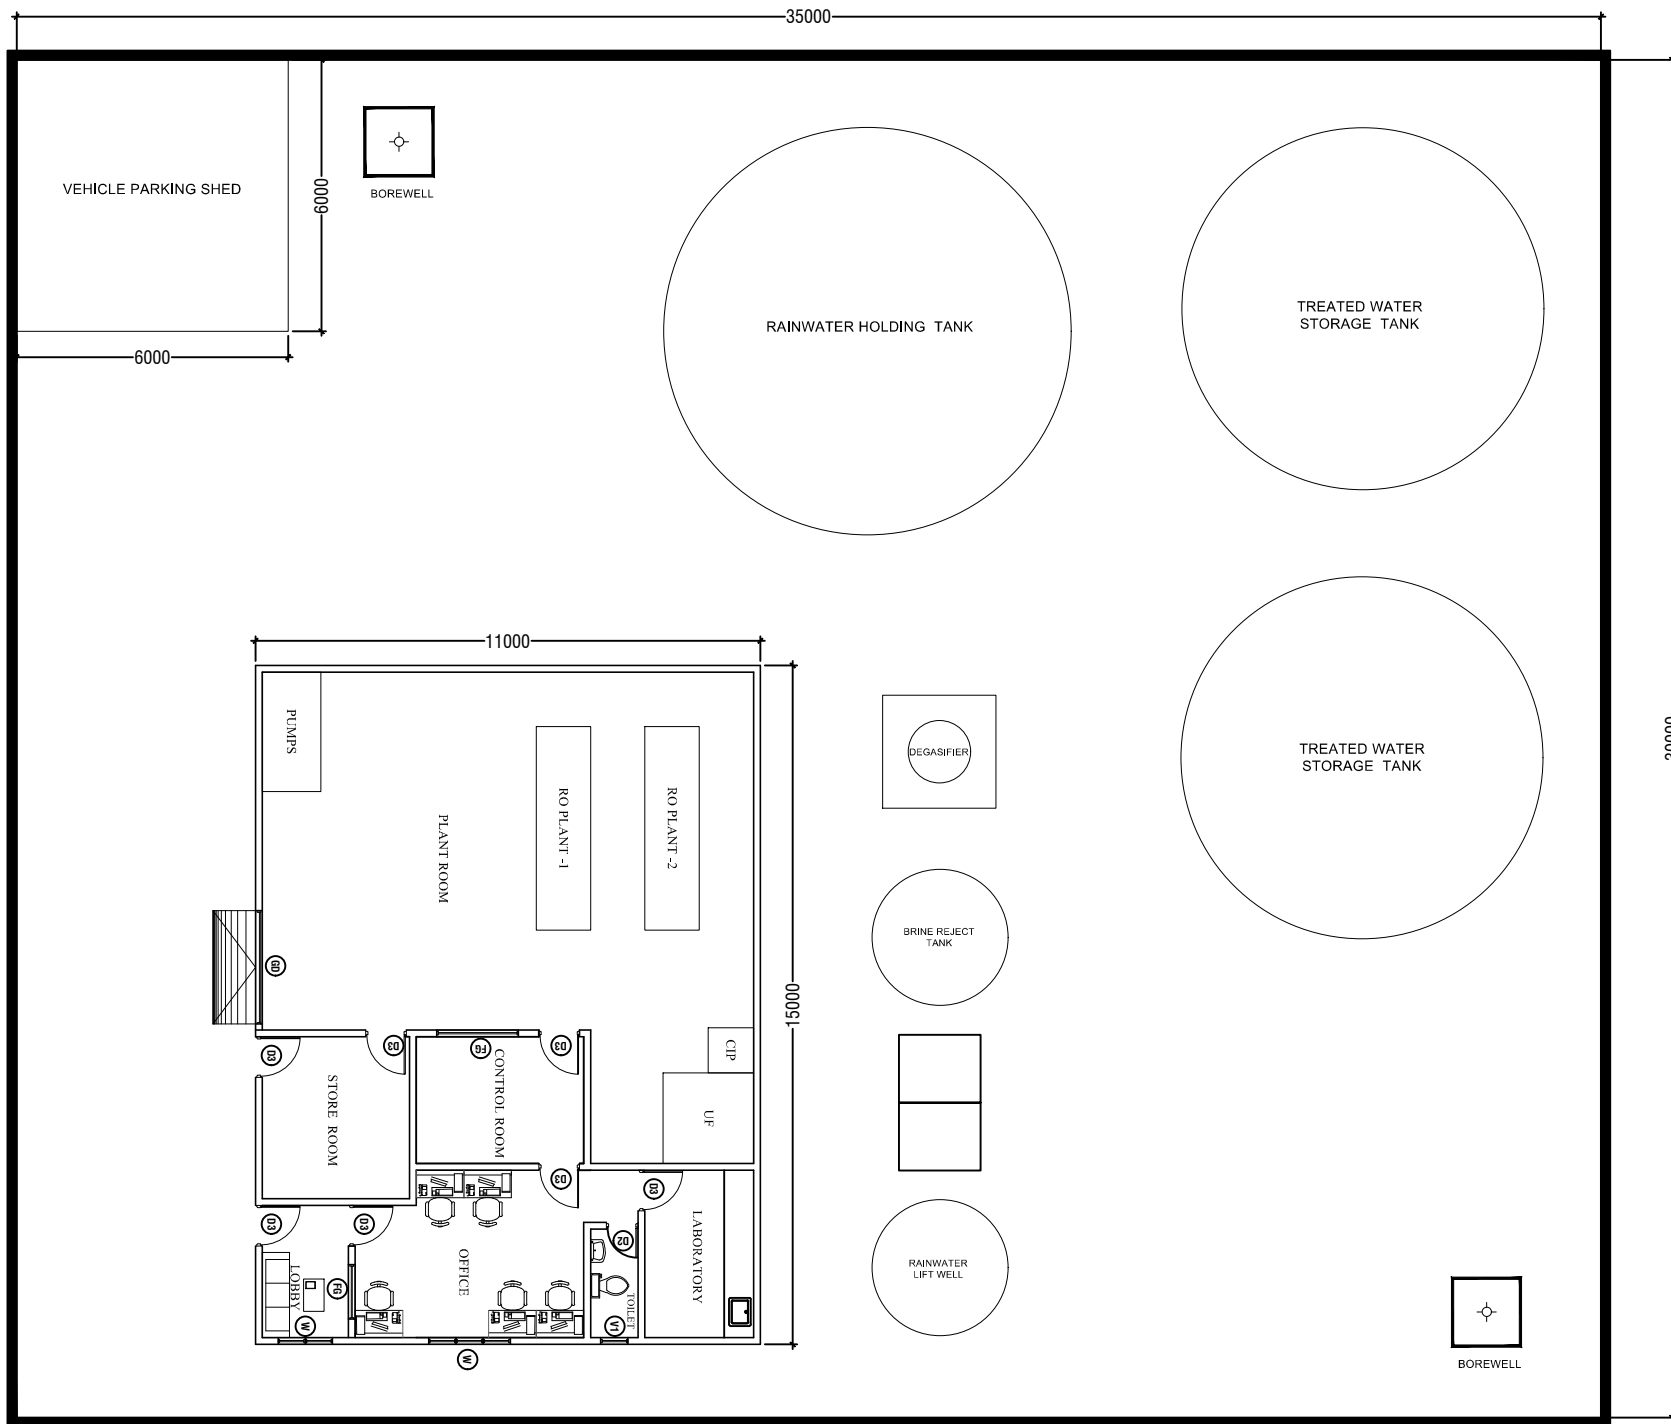 35000
VEHICLE PARKING SHED
BOREWELL
6000
6000
RAINWATER HOLDING TANK
TREATED WATER
STORAGE TANK
11000
PUMPS
PLANT ROOM
RO PLANT -1
RO PLANT -2
DEGASIFIER
TREATED WATER
STORAGE TANK
BRINE REJECT
TANK
GD
15000
D3
D3
FG
D3
CIP
STORE ROOM
CONTROL ROOM
UF
D3
D3
D3
D3
D2
LABORATORY
OFFICE
LOBBY
FG
TOILET
W
V1
W
RAINWATER
LIFT WELL
BOREWELL